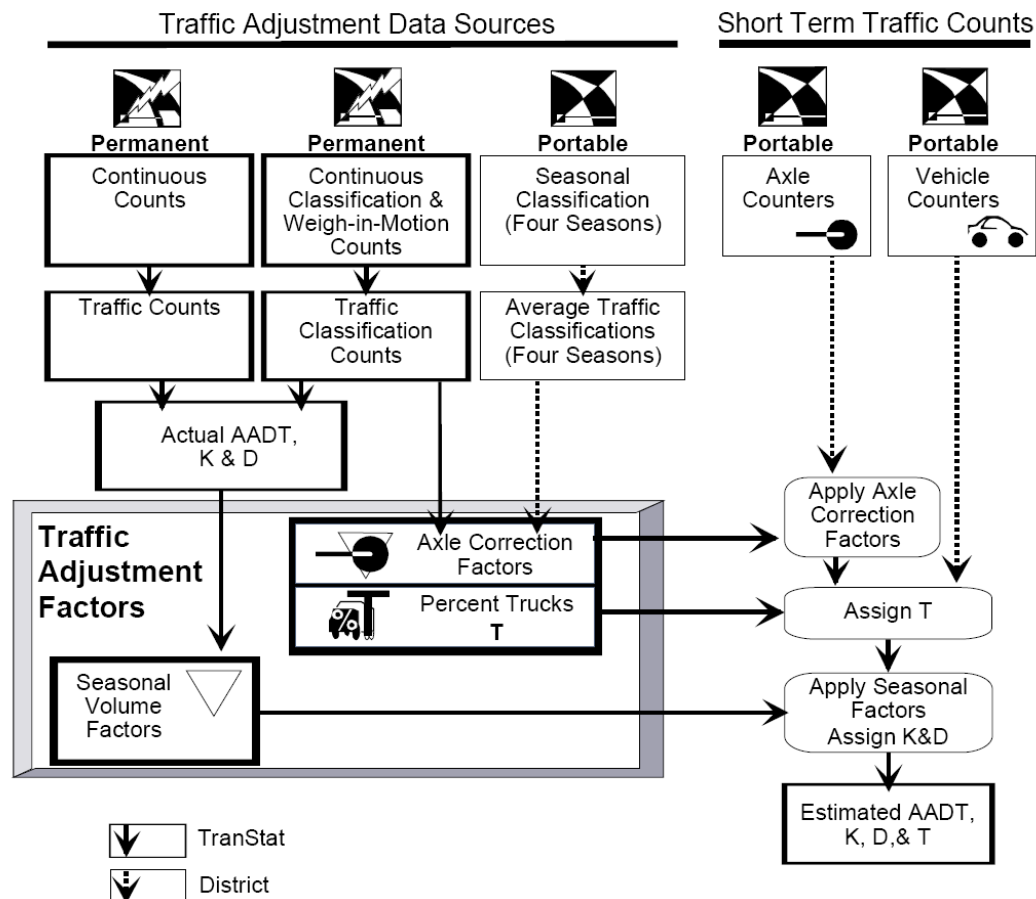 Traffic Adjustment Data Sources
Short Term Traffic Counts
Permanent
Continuous
Counts
Permanent
Continuous
Classification &
Weigh-in-Motion
Counts
Portable
Seasonal
Classification
(Four Seasons)
Portable
Axle
Counters
Portable
Vehicle
Counters
Traffic Counts
Traffic
Classification
Counts
Average Traffic
Classifications
(Four Seasons)
Actual AADT,
K & D
Traffic
Adjustment
Factors
Axle Correction
Factors
%
Percent Trucks
T
Seasonal
Volume
Factors
Apply Axle
Correction
Factors
Assign T
Apply Seasonal
Factors
Assign K&D
Estimated AADT,
K, D,& T
TranStat
District